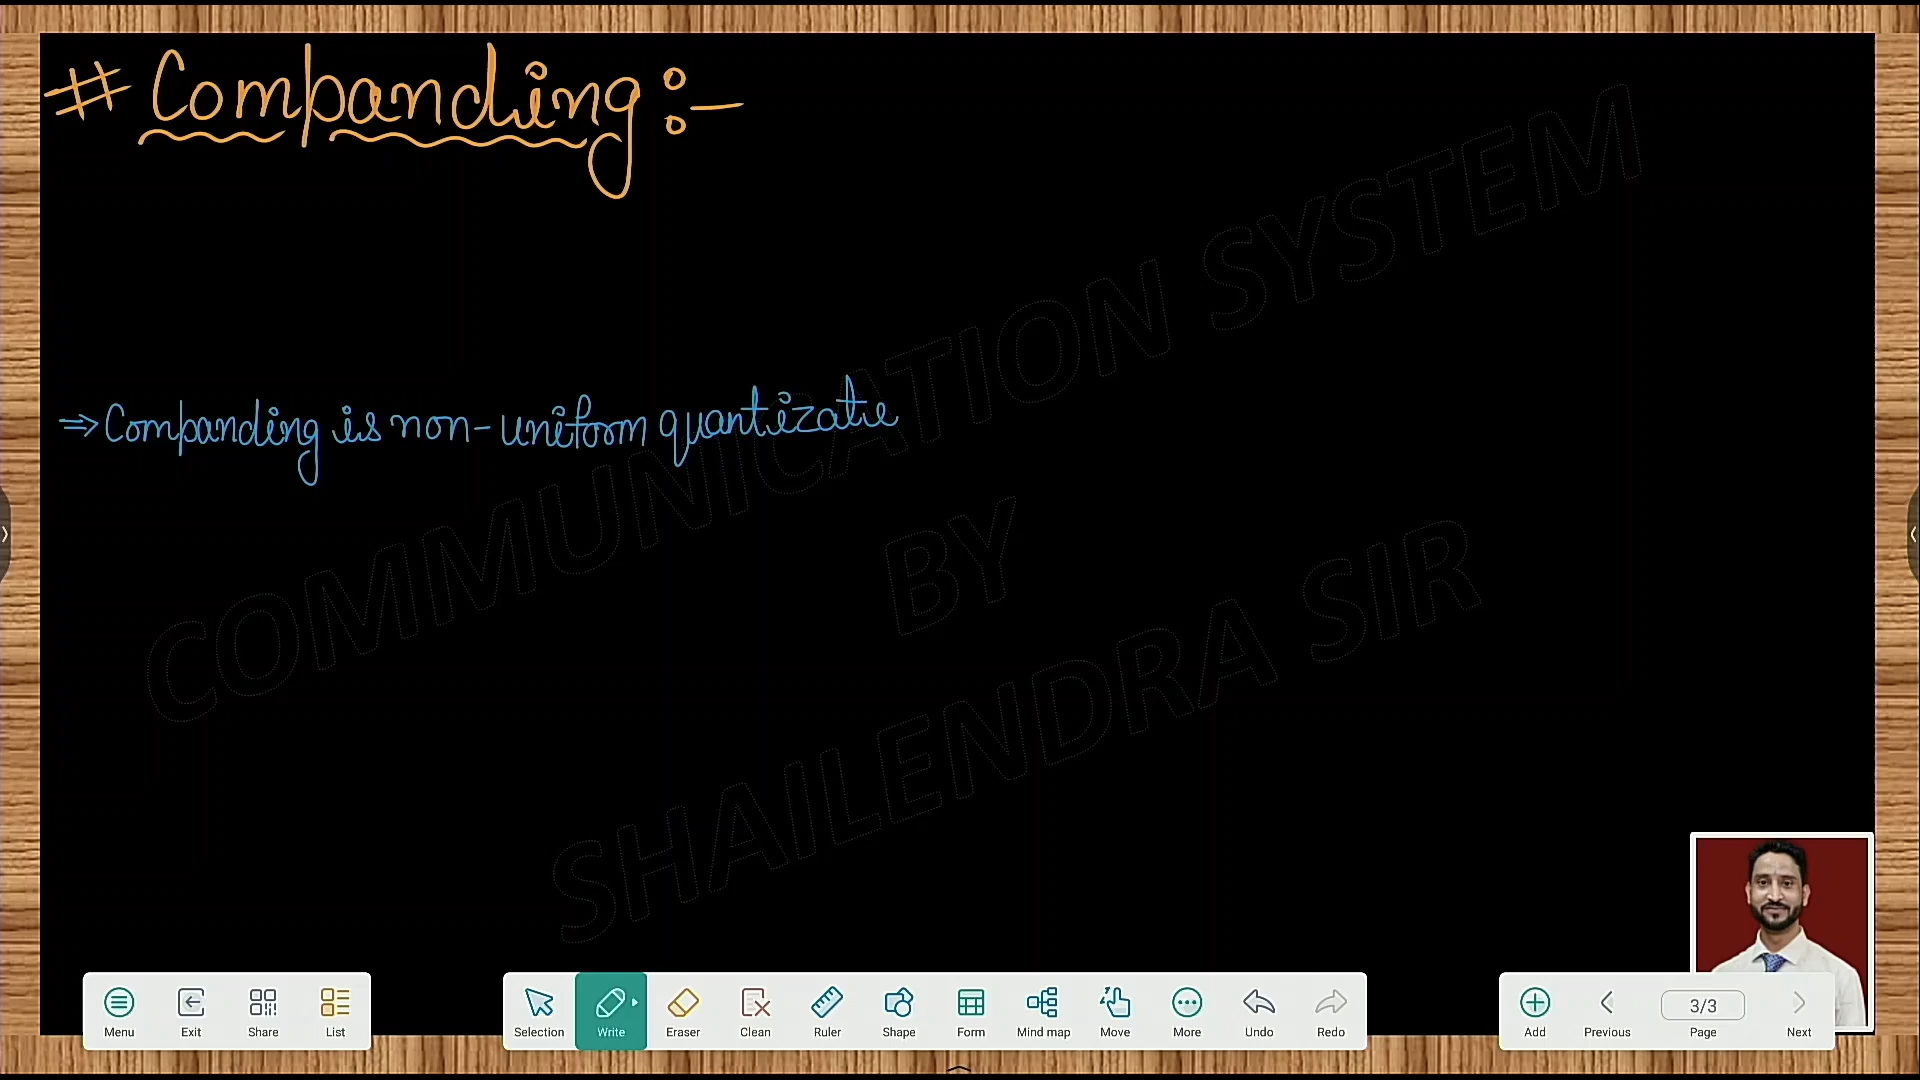 # Companding :-
⇒ Companding is non-uniform quantizatie
COMMUNICATION SYSTEM
BY
SHAILENDRA SIR
Menu
Exit
Share
List
Selection
Write
Eraser
Clean
Ruler
Shape
Form
Mind map
Move
More
Undo
Redo
Add
Previous
3/3
Page
Next